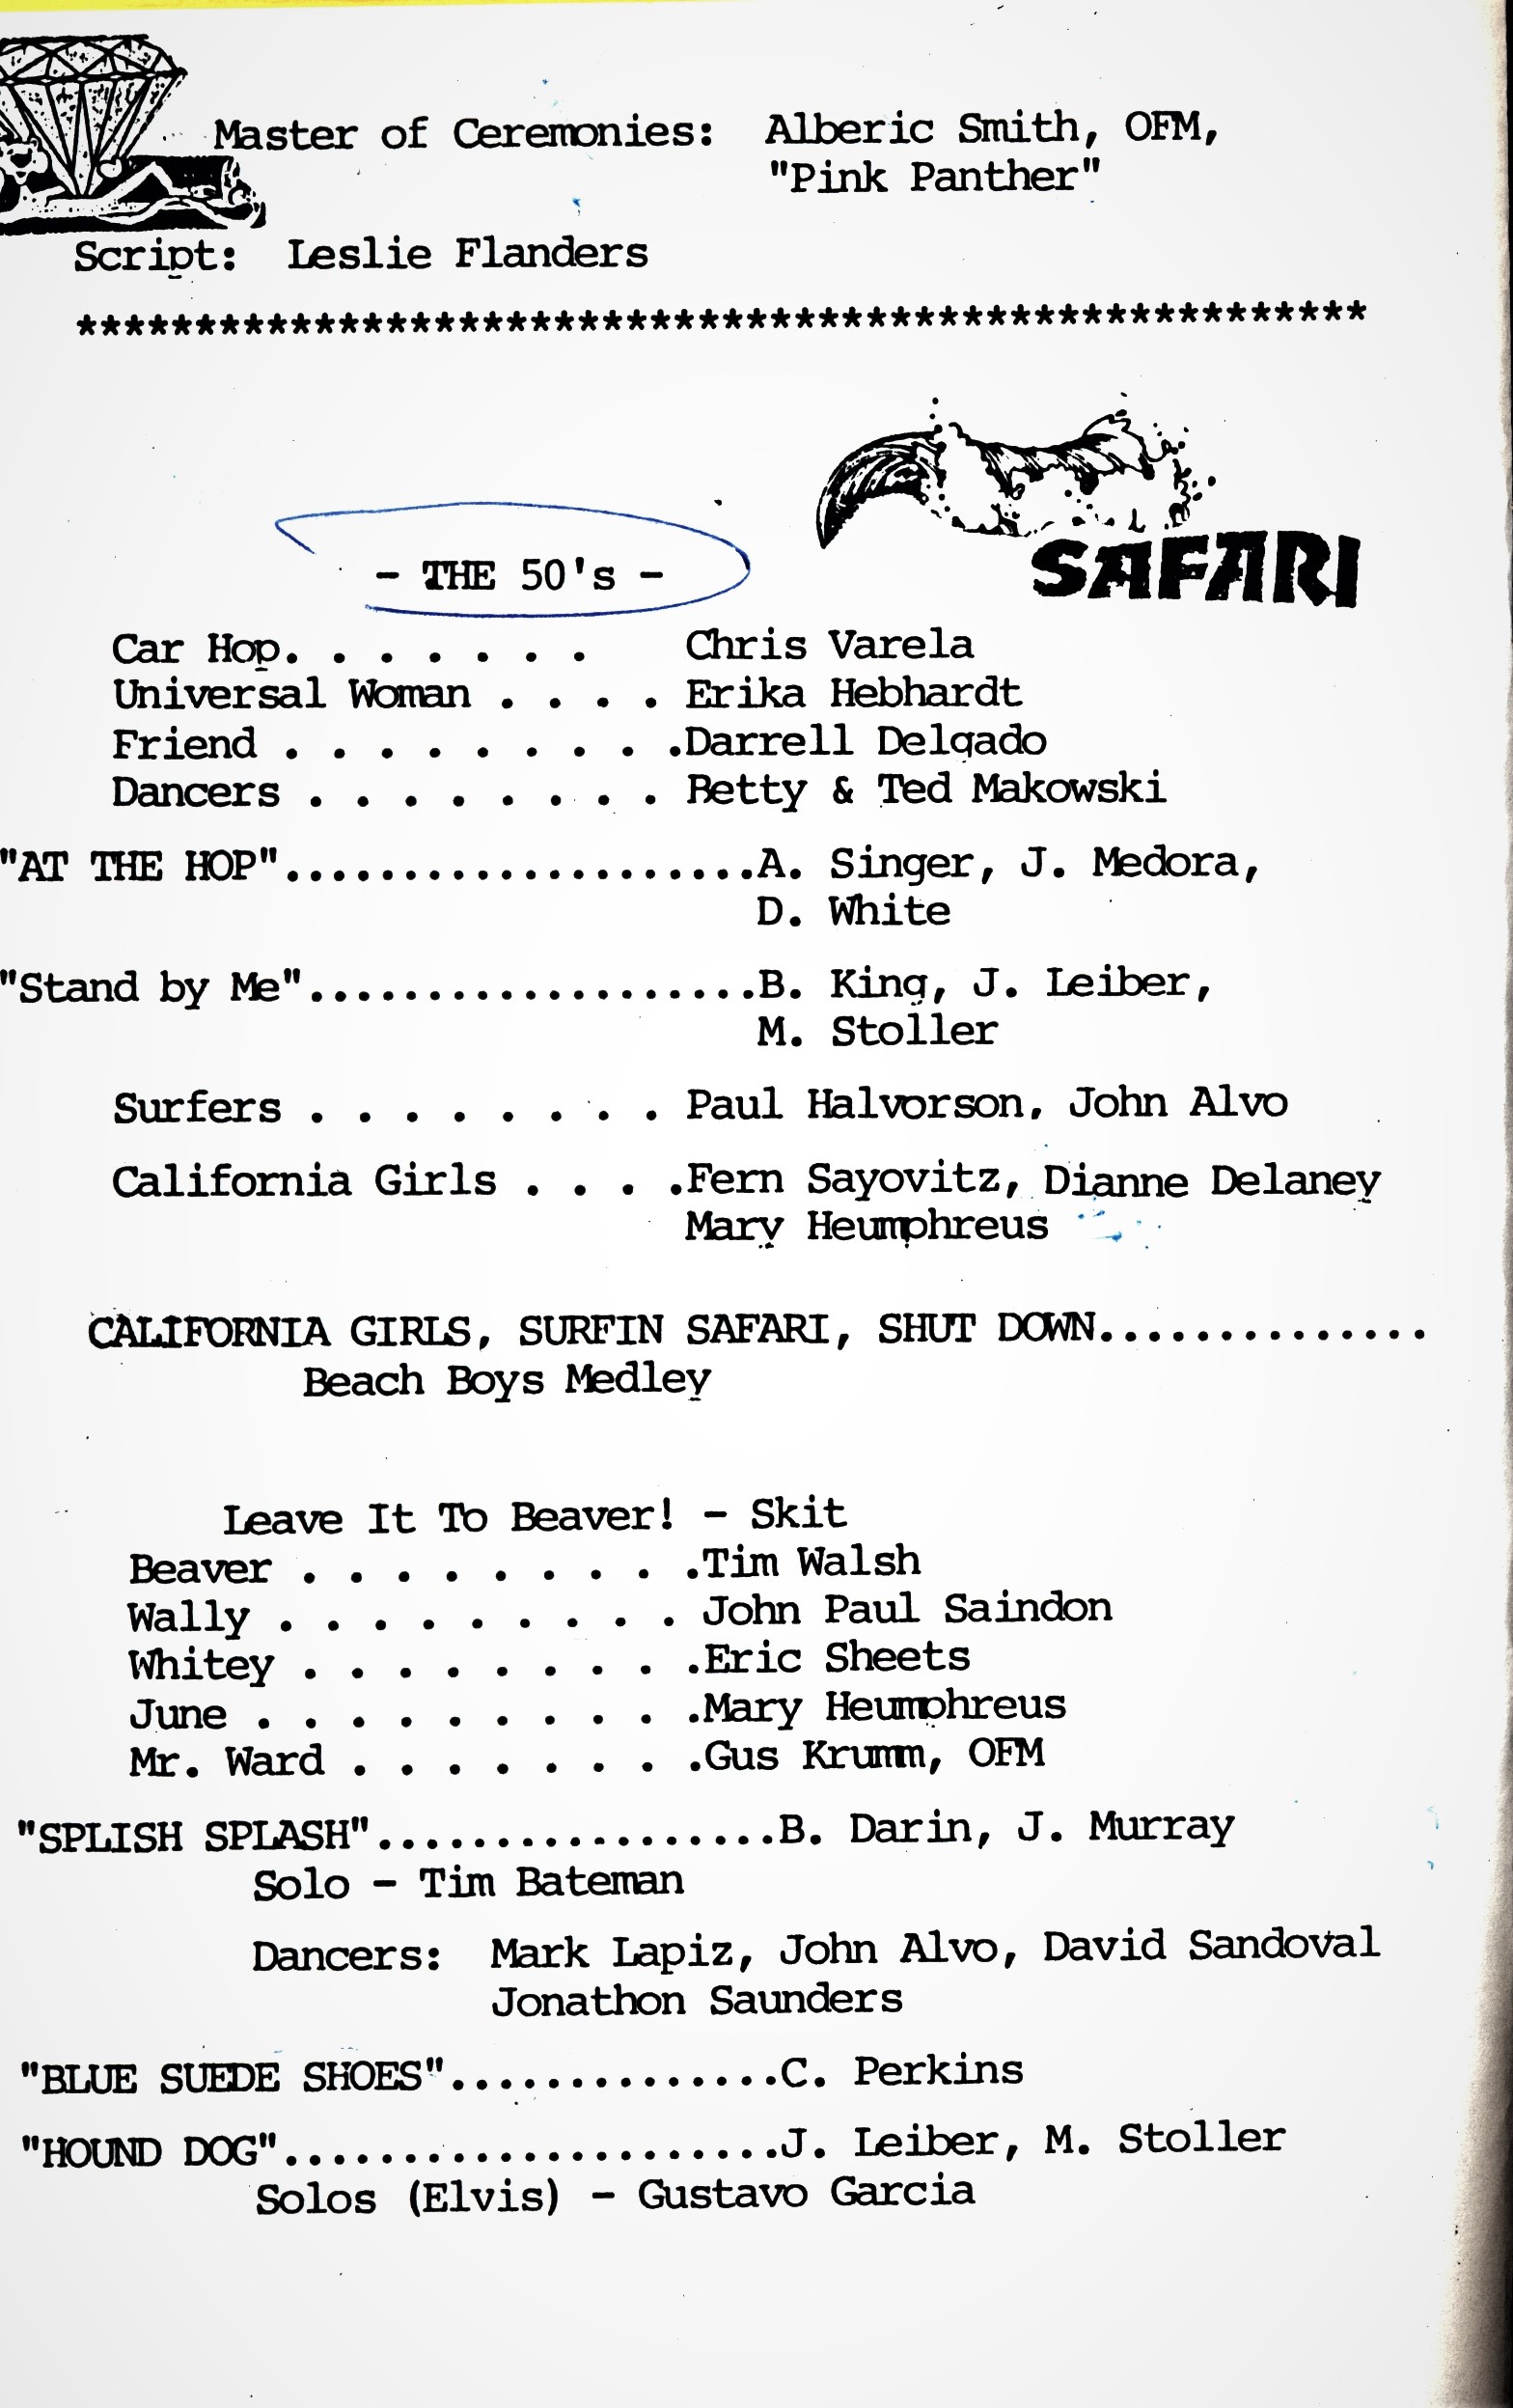 Master of Ceremonies: Alberic Smith, OFM,
"Pink Panther"
Script: Leslie Flanders
******************************************************
SAFARI
- THE 50's -
Car Hop. . . . . . . Chris Varela
Universal Woman . . . . Erika Hebhardt
Friend . . . . . . . . .Darrell Delgado
Dancers . . . . . . . . Betty & Ted Makowski
"AT THE HOP"....................A. Singer, J. Medora,
D. White
"Stand by Me"...................B. King, J. Leiber,
M. Stoller
Surfers . . . . . . . . Paul Halvorson, John Alvo
California Girls . . . .Fern Sayovitz, Dianne Delaney
Mary Heumphreus
CALIFORNIA GIRLS, SURFIN SAFARI, SHUT DOWN..............
Beach Boys Medley
Leave It To Beaver! - Skit
Beaver . . . . . . . . .Tim Walsh
Wally . . . . . . . . . John Paul Saindon
Whitey . . . . . . . . .Eric Sheets
June . . . . . . . . . .Mary Heumphreus
Mr. Ward . . . . . . . .Gus Krumm, OFM
"SPLISH SPLASH".................B. Darin, J. Murray
Solo - Tim Bateman
Dancers: Mark Lapiz, John Alvo, David Sandoval
Jonathon Saunders
"BLUE SUEDE SHOES"..............C. Perkins
"HOUND DOG".....................J. Leiber, M. Stoller
Solos (Elvis) - Gustavo Garcia